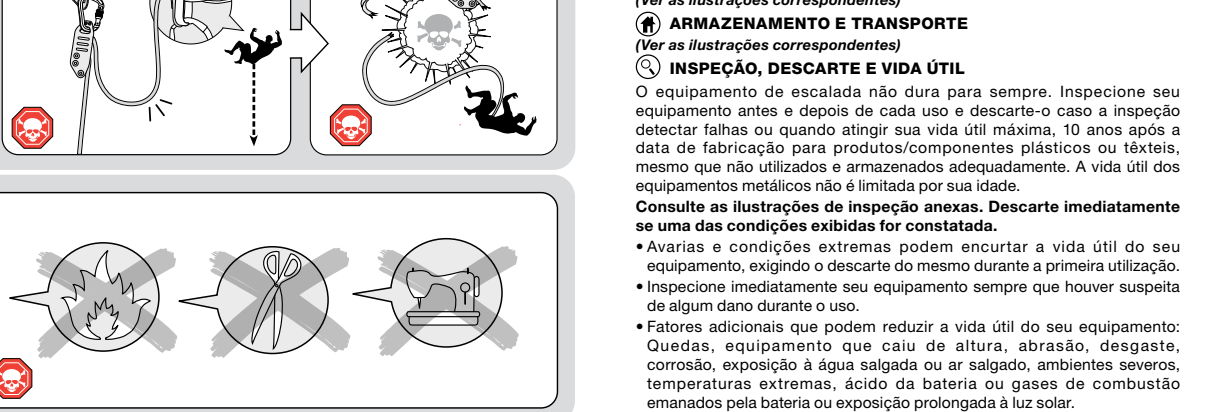 (Ver as ilustrações correspondentes)
ARMAZENAMENTO E TRANSPORTE
(Ver as ilustrações correspondentes)
INSPEÇÃO, DESCARTE E VIDA ÚTIL
O equipamento de escalada não dura para sempre. Inspecione seu
equipamento antes e depois de cada uso e descarte-o caso a inspeção
detectar falhas ou quando atingir sua vida útil máxima, 10 anos após a
data de fabricação para produtos/componentes plásticos ou têxteis,
mesmo que não utilizados e armazenados adequadamente. A vida útil dos
equipamentos metálicos não é limitada por sua idade.
Consulte as ilustrações de inspeção anexas. Descarte imediatamente
se uma das condições exibidas for constatada.
• Avarias e condições extremas podem encurtar a vida útil do seu
equipamento, exigindo o descarte do mesmo durante a primeira utilização.
• Inspecione imediatamente seu equipamento sempre que houver suspeita
de algum dano durante o uso.
• Fatores adicionais que podem reduzir a vida útil do seu equipamento:
Quedas, equipamento que caiu de altura, abrasão, desgaste,
corrosão, exposição à água salgada ou ar salgado, ambientes severos,
temperaturas extremas, ácido da bateria ou gases de combustão
emanados pela bateria ou exposição prolongada à luz solar.